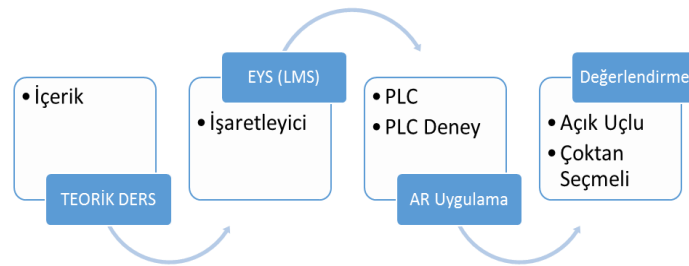 • İçerik
TEORİK DERS
EYS (LMS)
• İşaretleyici
• PLC
• PLC Deney
AR Uygulama
Değerlendirme
• Açık Uçlu
• Çoktan
Seçmeli